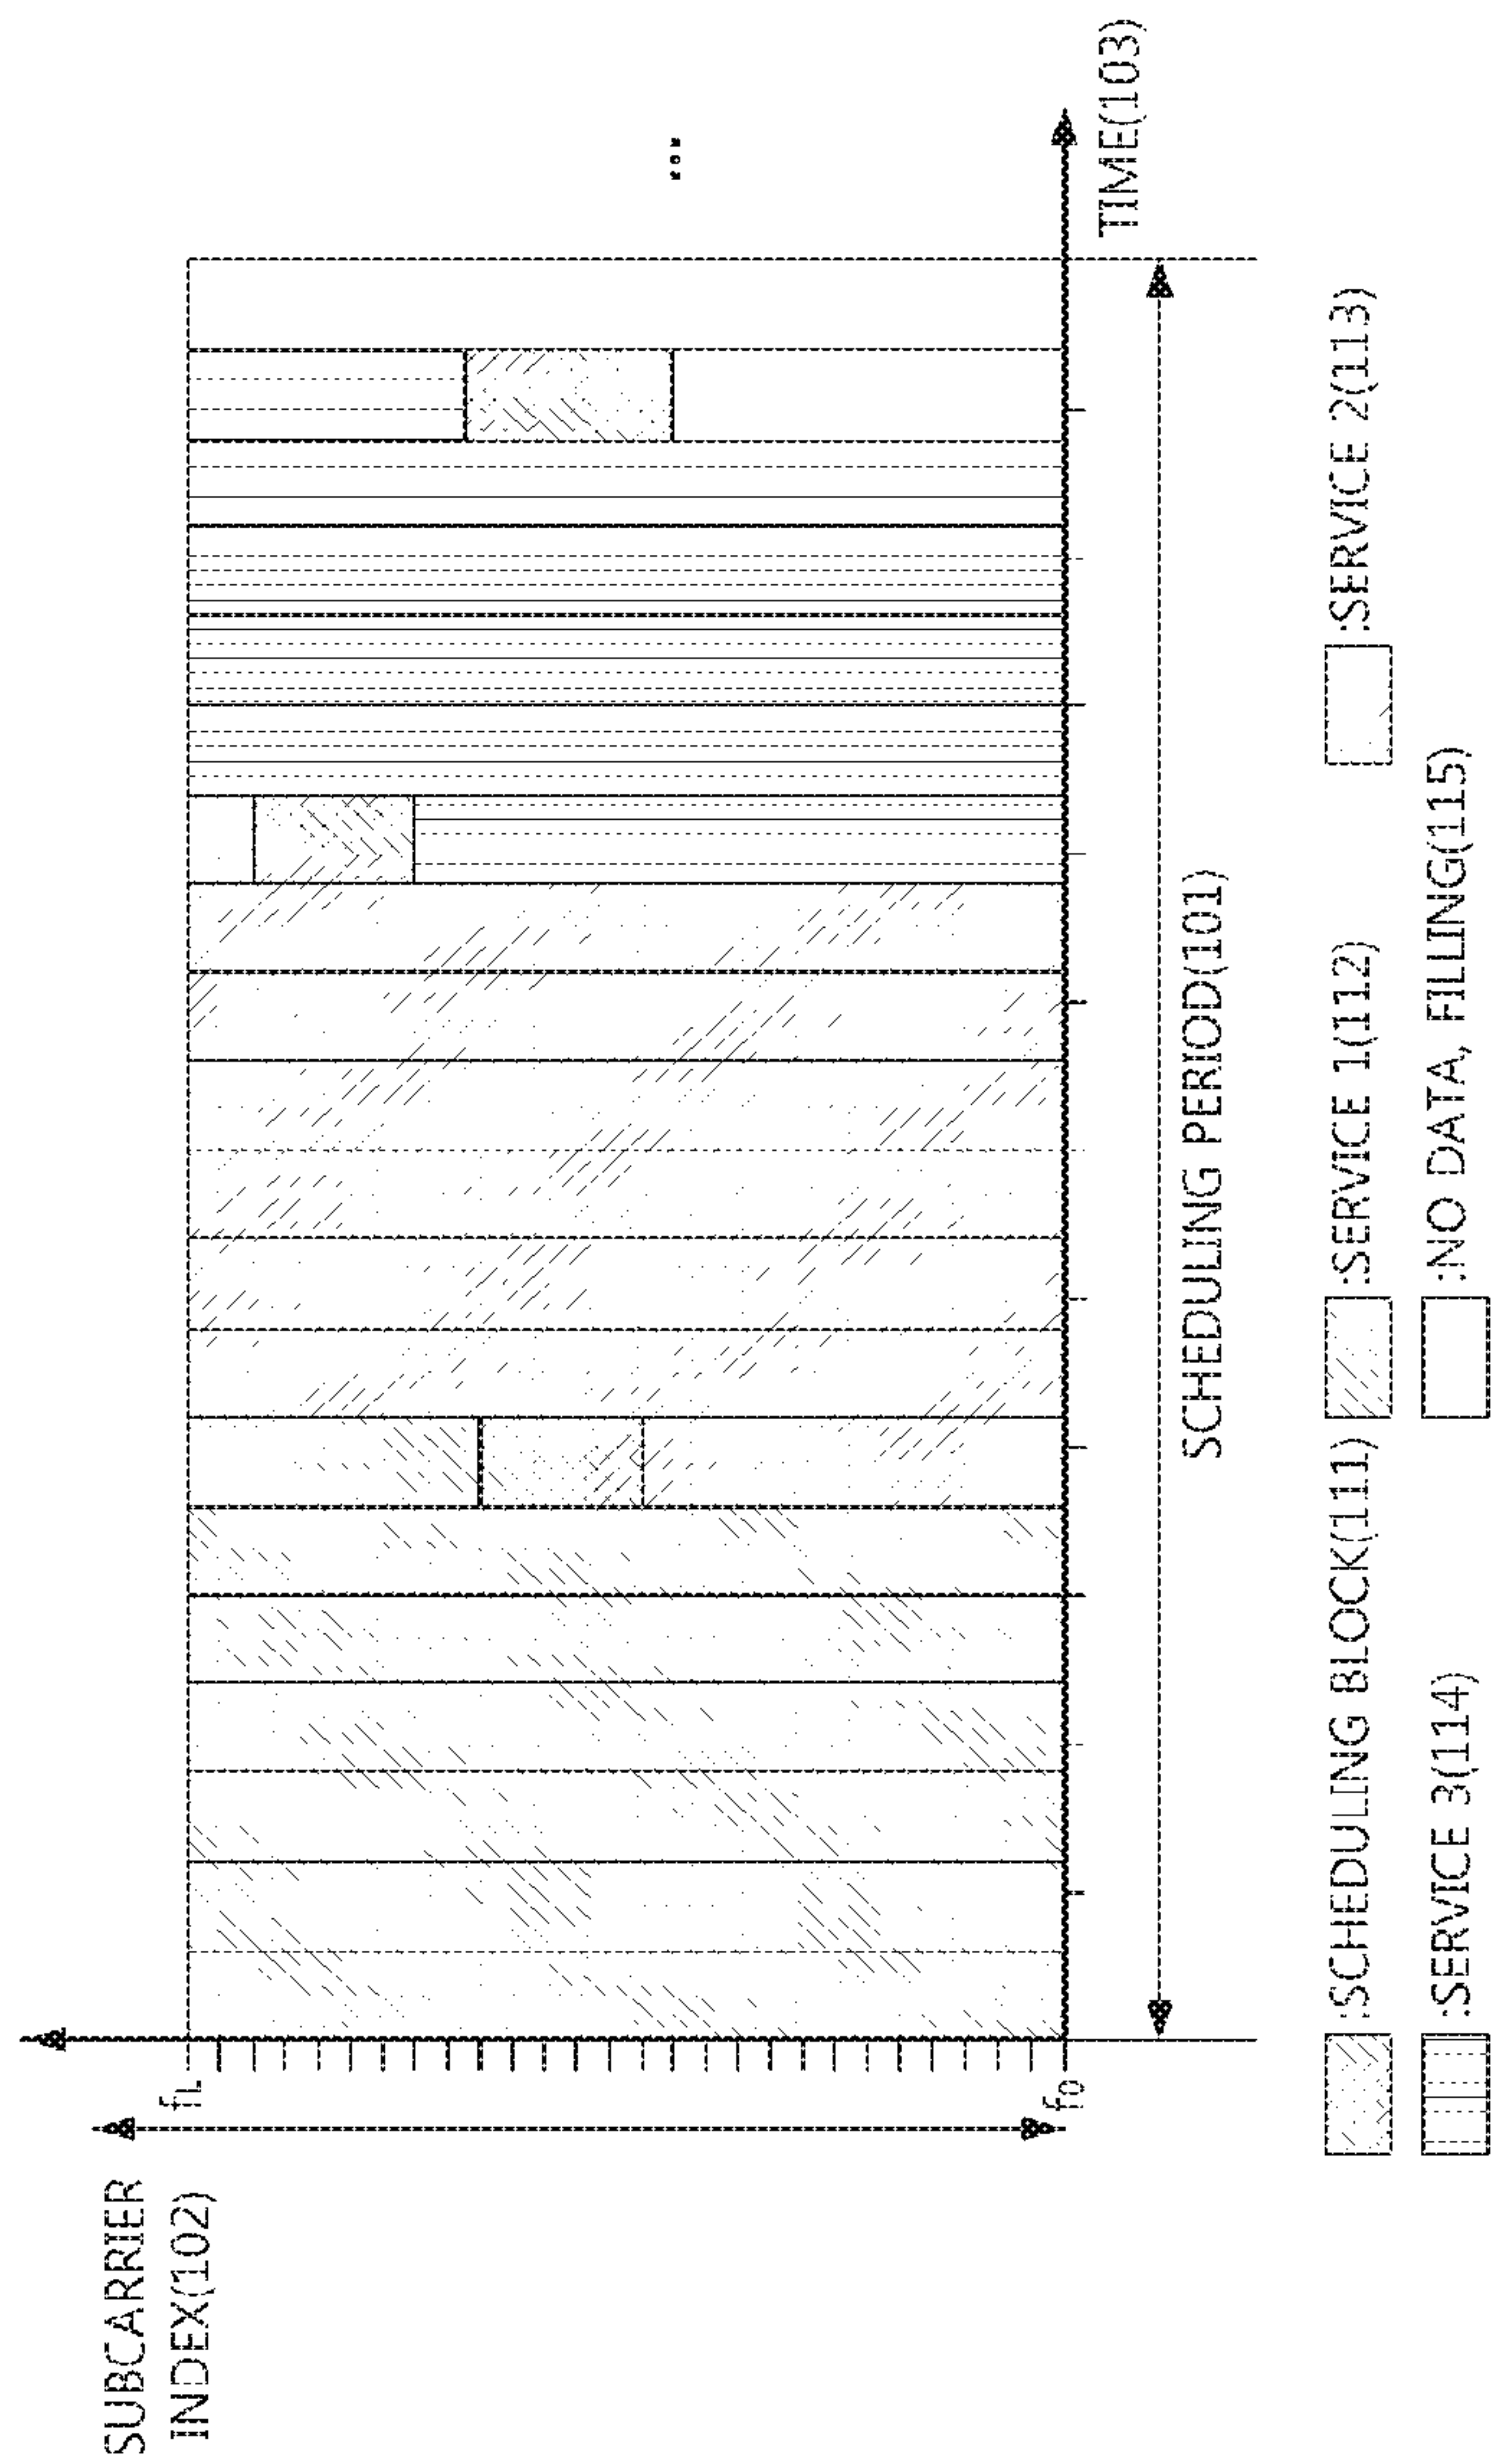 SUBCARRIER
INDEX(102)
fL
f0
...
TIME(103)
SCHEDULING PERIOD(101)
:SCHEDULING BLOCK(111) :SERVICE 1(112) :SERVICE 2(113)
:SERVICE 3(114) :NO DATA, FILLING(115)